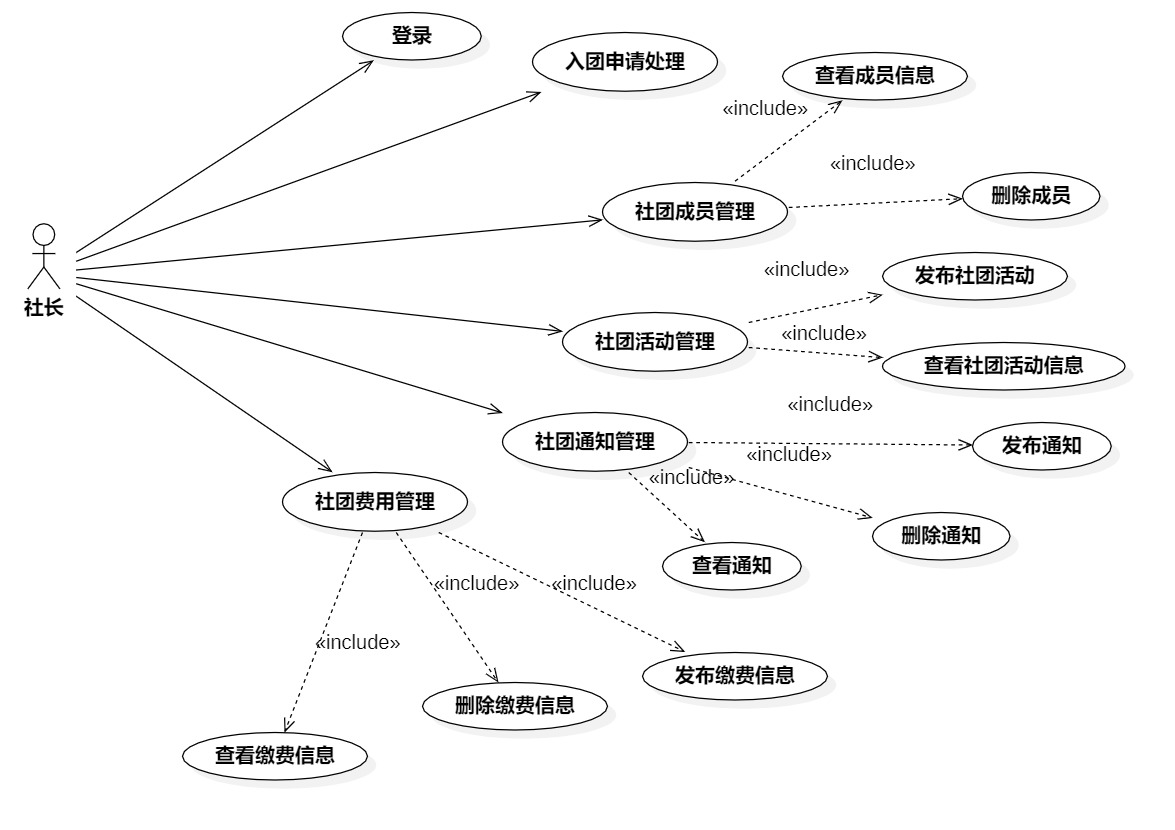 登录
入团申请处理
查看成员信息
«include»
«include»
删除成员
社团成员管理
社长
«include»
发布社团活动
社团活动管理
«include»
查看社团活动信息
«include»
社团通知管理
发布通知
«include»
«include»
社团费用管理
删除通知
查看通知
«include»
«include»
«include»
发布缴费信息
删除缴费信息
查看缴费信息